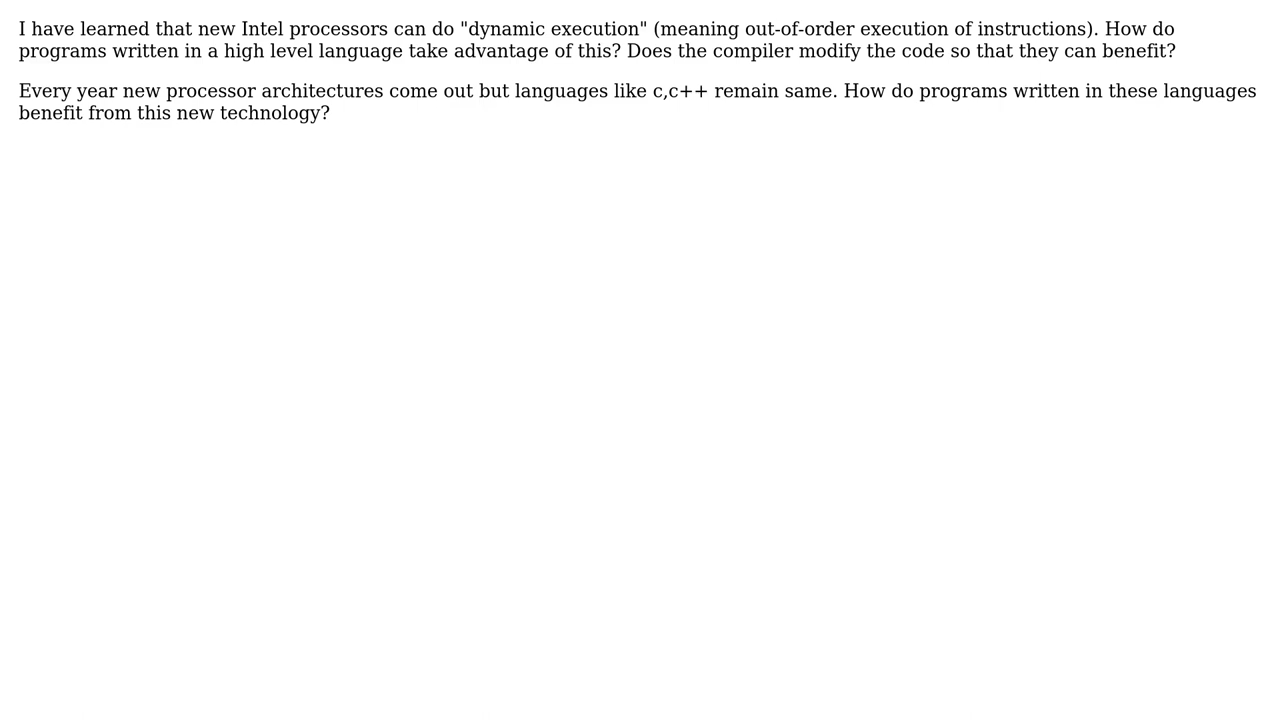 I have learned that new Intel processors can do "dynamic execution" (meaning out-of-order execution of instructions). How do
programs written in a high level language take advantage of this? Does the compiler modify the code so that they can benefit?
Every year new processor architectures come out but languages like c,c++ remain same. How do programs written in these languages
benefit from this new technology?